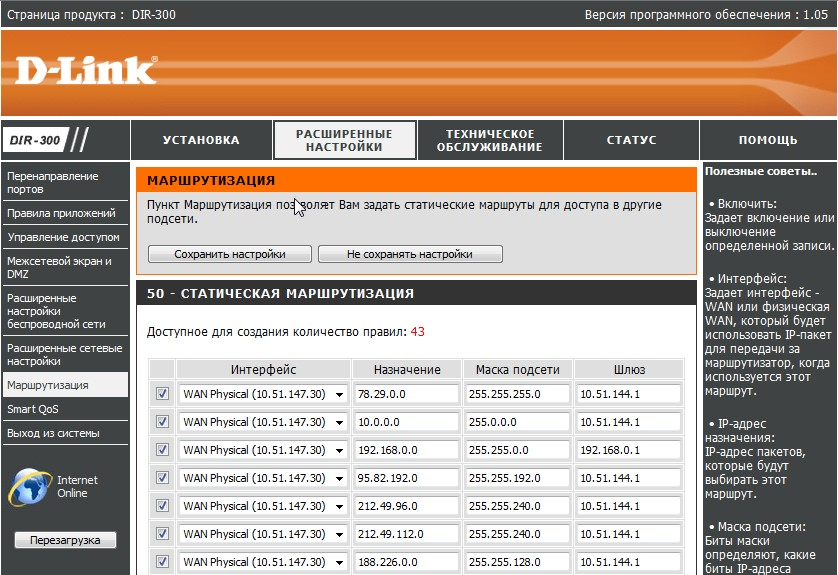 Страница продукта : DIR-300
Версия программного обеспечения : 1.05
D-Link®
DIR-300
УСТАНОВКА
РАСШИРЕННЫЕ
НАСТРОЙКИ
ТЕХНИЧЕСКОЕ
ОБСЛУЖИВАНИЕ
СТАТУС
ПОМОЩЬ
Перенаправление
портов
Правила приложений
Управление доступом
Межсетевой экран и
DMZ
Расширенные
настройки
беспроводной сети
Расширенные сетевые
настройки
Маршрутизация
Smart QoS
Выход из системы
Internet
Online
Перезагрузка
МАРШРУТИЗАЦИЯ
Пункт Маршрутизация позволяет Вам задать статические маршруты для доступа в другие
подсети.
Сохранить настройки
Не сохранять настройки
50 - СТАТИЧЕСКАЯ МАРШРУТИЗАЦИЯ
Доступное для создания количество правил: 43
Интерфейс Назначение Маска подсети Шлюз
WAN Physical (10.51.147.30) 78.29.0.0 255.255.255.0 10.51.144.1
WAN Physical (10.51.147.30) 10.0.0.0 255.0.0.0 10.51.144.1
WAN Physical (10.51.147.30) 192.168.0.0 255.255.0.0 192.168.0.1
WAN Physical (10.51.147.30) 95.82.192.0 255.255.192.0 10.51.144.1
WAN Physical (10.51.147.30) 212.49.96.0 255.255.240.0 10.51.144.1
WAN Physical (10.51.147.30) 212.49.112.0 255.255.240.0 10.51.144.1
WAN Physical (10.51.147.30) 188.226.0.0 255.255.128.0 10.51.144.1
Полезные советы..
• Включить:
Задает включение или
выключение
определенной записи.
• Интерфейс:
Задает интерфейс -
WAN или физическая
WAN, который будет
использовать IP-пакет
для передачи за
маршрутизатор, когда
используется этот
маршрут.
• IP-адрес
назначения:
IP-адрес пакетов,
которые будут
выбирать этот
маршрут.
• Маска подсети:
Биты маски
определяют, какие
биты IP-адреса